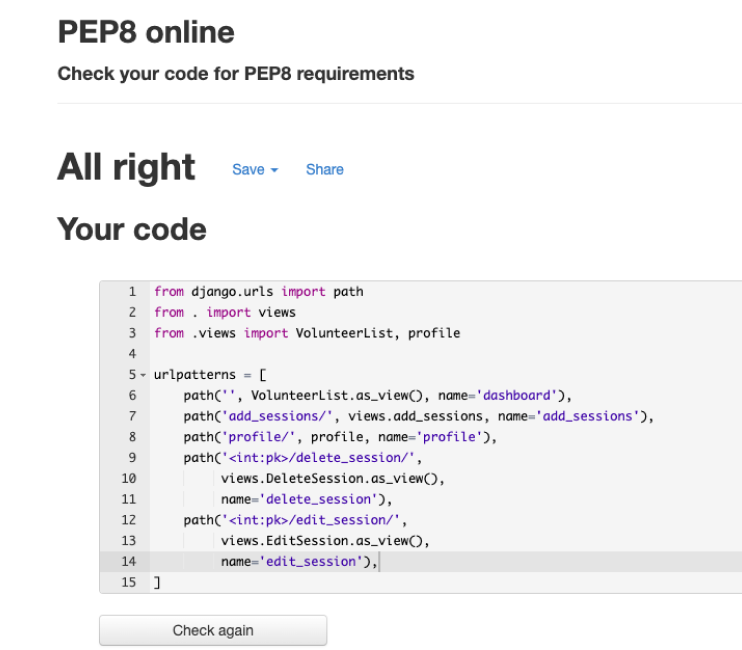 PEP8 online
Check your code for PEP8 requirements
All right Save Share
Your code
1 from django.urls import path
2 from . import views
3 from .views import VolunteerList, profile
4
5 urlpatterns = [
6     path('', VolunteerList.as_view(), name='dashboard'),
7     path('add_sessions/', views.add_sessions, name='add_sessions'),
8     path('profile/', profile, name='profile'),
9     path('<int:pk>/delete_session/',
10         views.DeleteSession.as_view(),
11         name='delete_session'),
12     path('<int:pk>/edit_session/',
13         views.EditSession.as_view(),
14         name='edit_session'),
15 ]
Check again